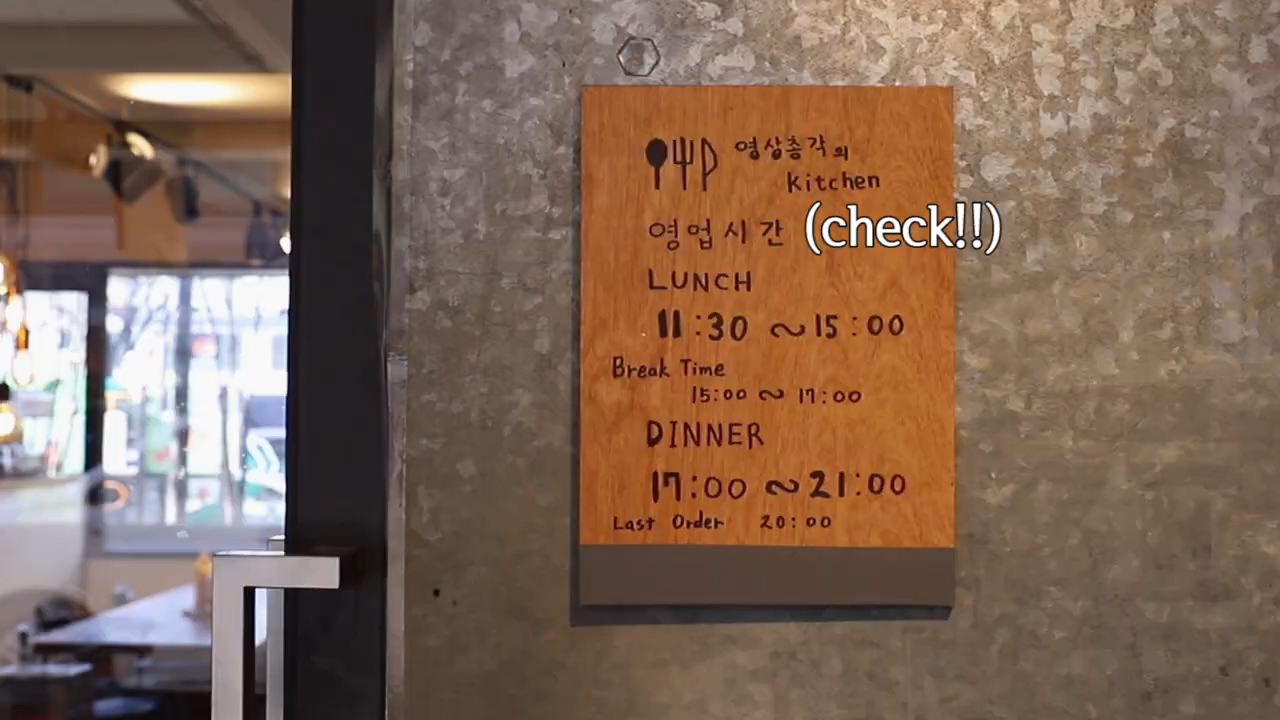 영상총각의
Kitchen
영업시간 (check!!)
LUNCH
11:30 ~15:00
Break Time
15:00 ~ 17:00
DINNER
17:00 ~21:00
Last Order 20:00